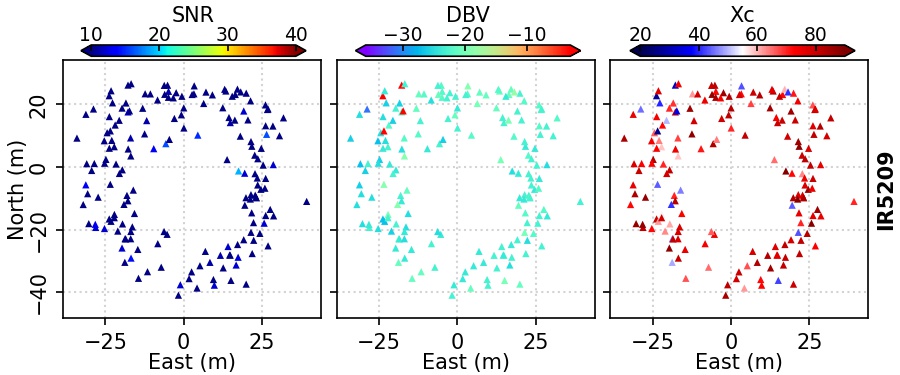 SNR DBV Xc
10 20 30 40 −30 −20 −10 20 40 60 80
20
0
−20
−40
North (m)
IR5209
−25 0 25 −25 0 25 −25 0 25
East (m) East (m) East (m)